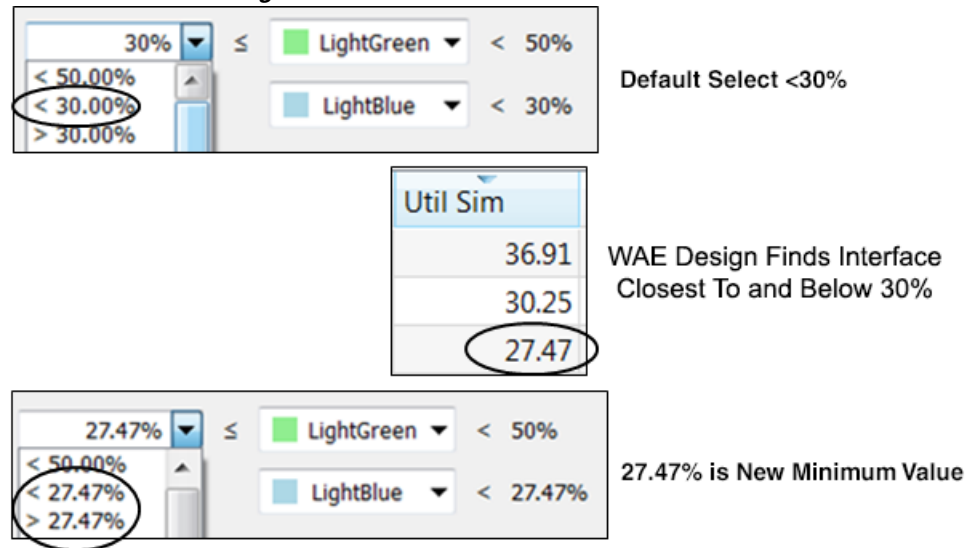 30% ≤ LightGreen < 50%
< 50.00%
< 30.00%
> 30.00%
LightBlue < 30%
Default Select <30%
Util Sim
36.91
30.25
27.47
WAE Design Finds Interface
Closest To and Below 30%
27.47% ≤ LightGreen < 50%
< 50.00%
< 27.47%
> 27.47%
LightBlue < 27.47%
27.47% is New Minimum Value